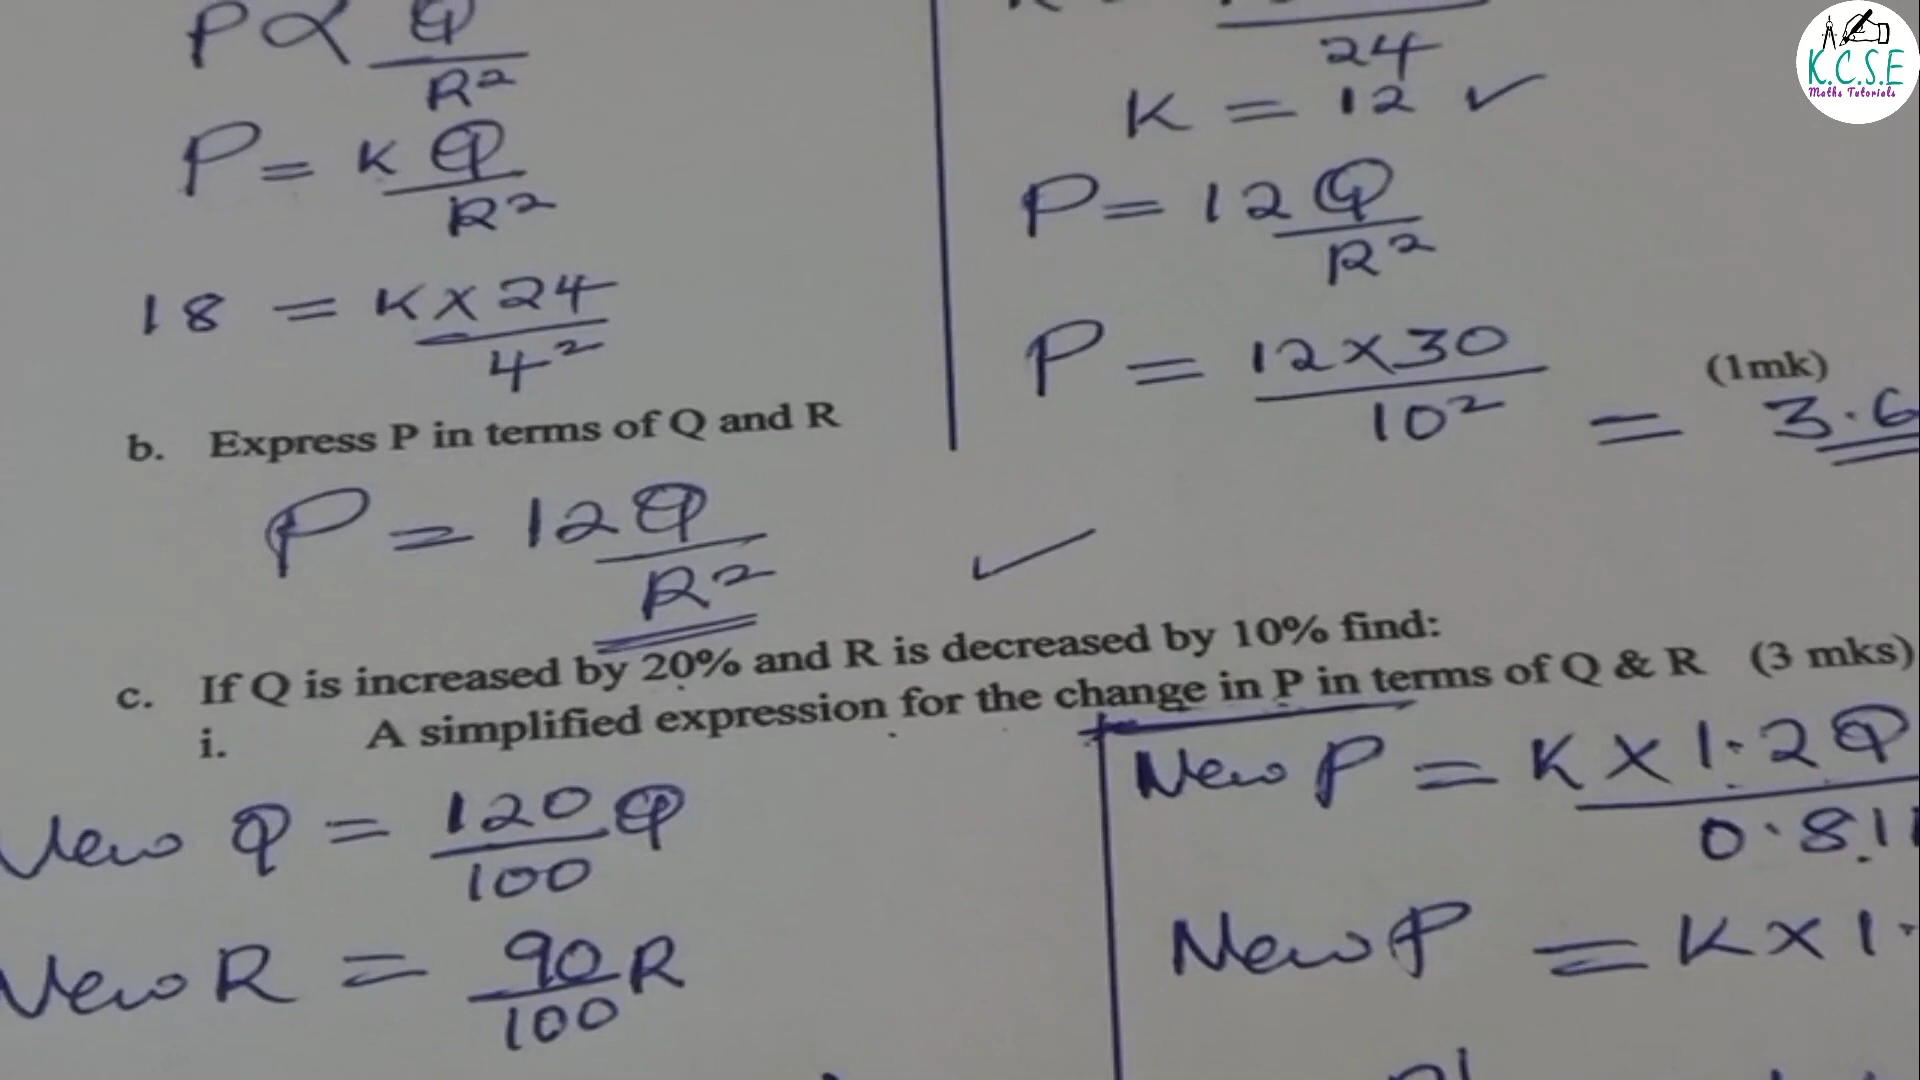 P ∝ Q
R²
P = K Q
R²
18 = K × 24
4²
24
K = 12 ✓
P = 12 Q
R²
P = 12 × 30
10²
= 3.6
(1mk)
b. Express P in terms of Q and R
P = 12Q
R²
✓
c. If Q is increased by 20% and R is decreased by 10% find:
i. A simplified expression for the change in P in terms of Q & R (3 mks)
New Q = 120 Q
100
New R = 90 R
100
New P = K × 1.2Q
0.81
New P = K × 1.
K.C.S.E
Maths Tutorials